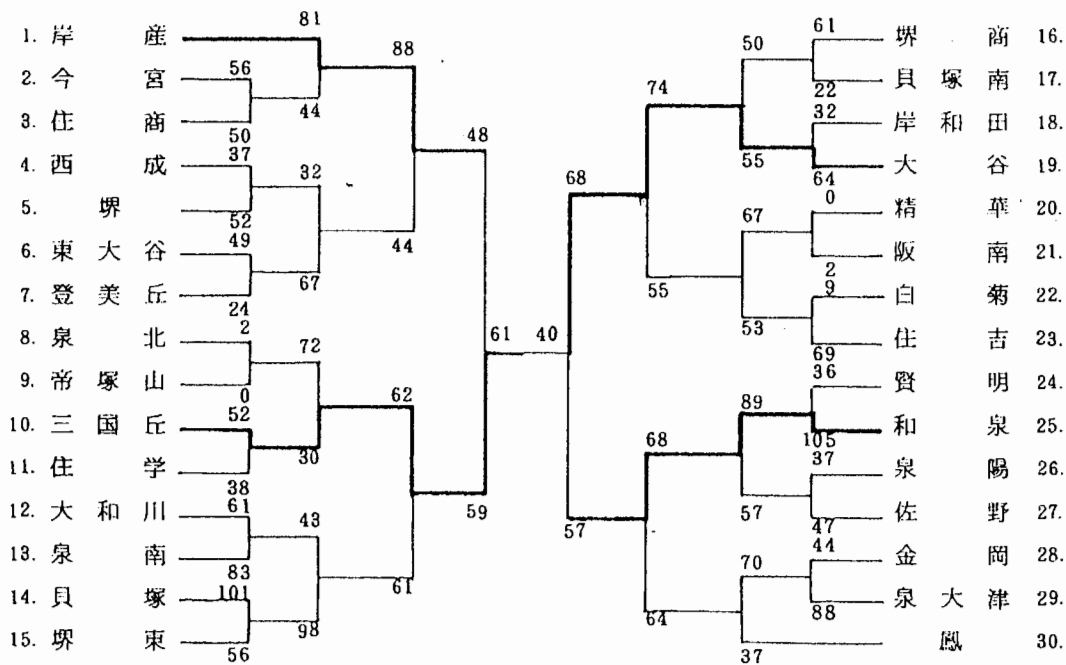 81
61
1. 岸 産
堺 商 16.
88
50
2. 今 宮 56
22 貝 塚 南 17.
44
74
32
3. 住 商
岸 和 田 18.
50
48
4. 西 成 37
55
大 谷 19.
32
68
64
5. 堺
0
精 華 20.
52
67
6. 東 大 谷 49
44
阪 南 21.
67
55
2
7. 登 美 丘
9
白 菊 22.
24
53
8. 泉 北 2
61 40
住 吉 23.
72
69
9. 帝 塚 山
36
賢 明 24.
0
62
89
10. 三 国 丘 52
和 泉 25.
30
68
105
11. 住 学
37
泉 陽 26.
38
12. 大 和 川 61
59
57
57
佐 野 27.
43
47
13. 泉 南
44
金 岡 28.
83
70
14. 貝 塚 101
61
泉 大 津 29.
98
64
88
15. 堺 東
鳳 30.
56
37